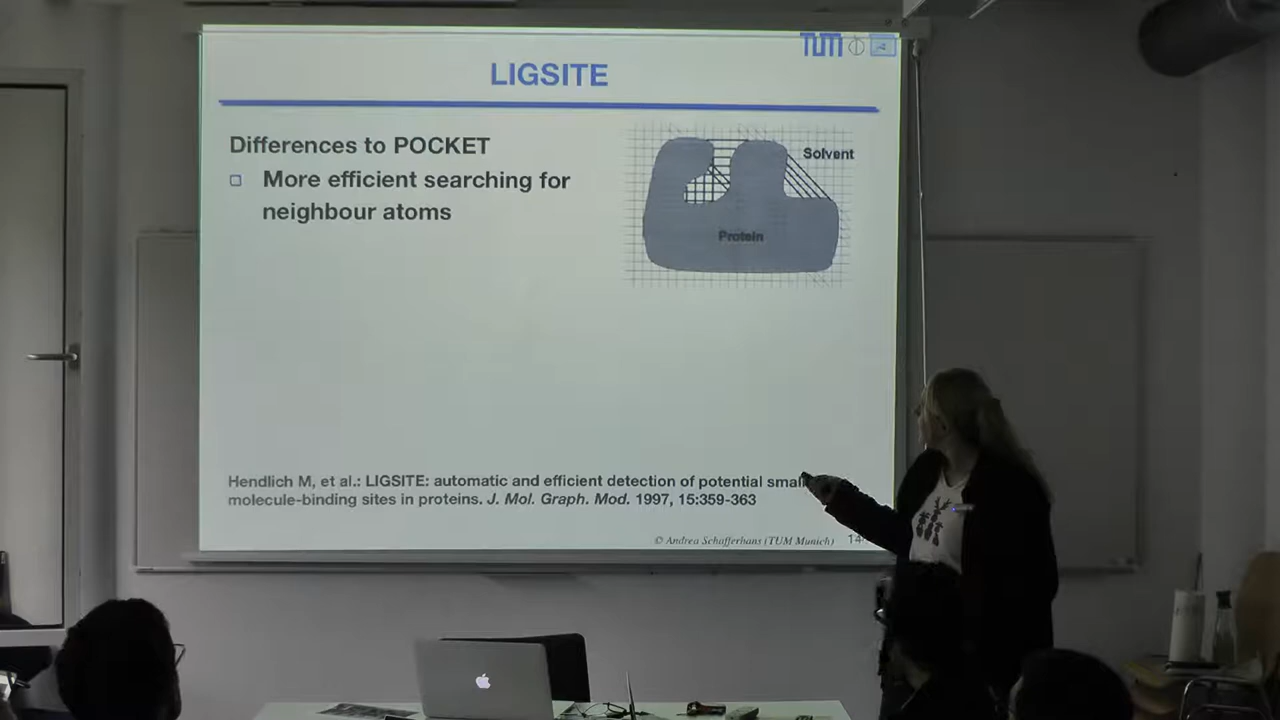 TUM
LIGSITE
Differences to POCKET
More efficient searching for
neighbour atoms
Solvent
Protein
Hendlich M, et al.: LIGSITE: automatic and efficient detection of potential small
molecule-binding sites in proteins. J. Mol. Graph. Mod. 1997, 15:359-363
© Andrea Schafferhans (TUM Munich)